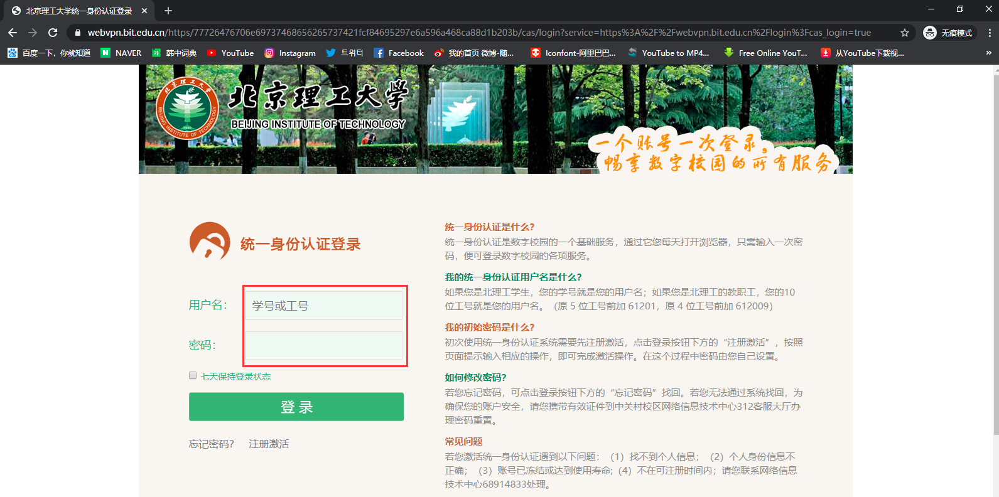 北京理工大学统一身份认证登录
webvpn.bit.edu.cn/https/77726476706e69737468656265737421fcf84695297e6a596a468ca88d1b203b/cas/login?service=https%3A%2F%2Fwebvpn.bit.edu.cn%2Flogin%3Fcas_login=true
无痕模式
百度一下，你就知道 NAVER 韩中词典 YouTube Instagram 트위터 Facebook 我的首页 微博-随... Iconfont-阿里巴巴... YouTube to MP4... Free Online YouT... 从YouTube下载视...
北京理工大学
BEIJING INSTITUTE OF TECHNOLOGY
北京理工大学
BEIJING INSTITUTE OF TECHNOLOGY
1940
一个账号一次登录，
畅享数字校园的所有服务
统一身份认证登录
用户名：
学号或工号
密码：
七天保持登录状态
登 录
忘记密码？ 注册激活
统一身份认证是什么？
统一身份认证是数字校园的一个基础服务，通过它您每天打开浏览器，只需输入一次密
码，便可登录数字校园的各项服务。
我的统一身份认证用户名是什么？
如果您是北理工学生，您的学号就是您的用户名；如果您是北理工的教职工，您的10
位工号就是您的用户名。（原 5 位工号前加 61201，原 4 位工号前加 612009）
我的初始密码是什么？
初次使用统一身份认证系统需要先注册激活，点击登录按钮下方的“注册激活”，按照
页面提示输入相应的操作，即可完成激活操作。在这个过程中密码由您自己设置。
如何修改密码？
若您忘记密码，可点击登录按钮下方的“忘记密码”找回。若您无法通过系统找回，为
确保您的账户安全，请您携带有效证件到中关村校区网络信息技术中心312客服大厅办
理密码重置。
常见问题
若您激活统一身份认证遇到以下问题：（1）找不到个人信息；（2）个人身份信息不
正确；（3）账号已冻结或达到使用寿命;（4）不在可注册时间内；请您联系网络信息
技术中心68914833处理。